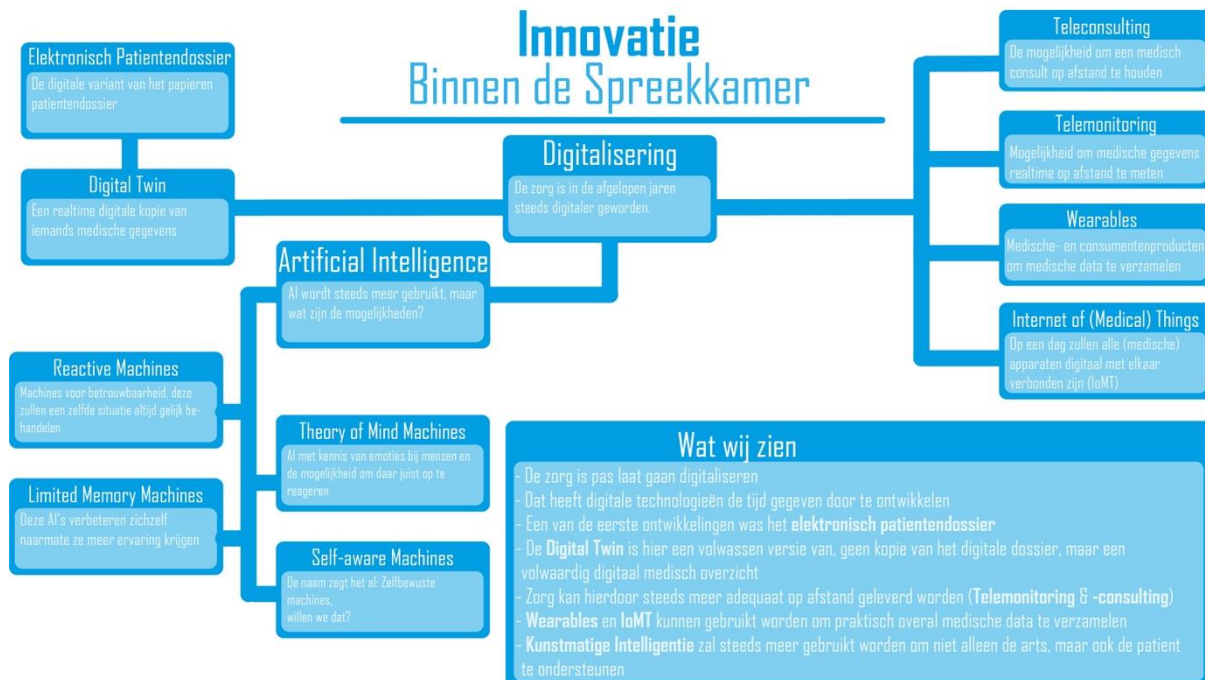 Innovatie
Binnen de Spreekkamer
Elektronisch Patientendossier
De digitale variant van het papieren
patientendossier
Digital Twin
Een realtime digitale kopie van
iemands medische gegevens
Digitalisering
De zorg is in de afgelopen jaren
steeds digitaler geworden.
Teleconsulting
De mogelijkheid om een medisch
consult op afstand te houden
Telemonitoring
Mogelijkheid om medische gegevens
realtime op afstand te meten
Wearables
Medische- en consumentenproducten
om medische data te verzamelen
Internet of (Medical) Things
Op een dag zullen alle (medische)
apparaten digitaal met elkaar
verbonden zijn (IoMT)
Artificial Intelligence
AI wordt steeds meer gebruikt, maar
wat zijn de mogelijkheden?
Reactive Machines
Machines voor betrouwbaarheid, deze
zullen een zelfde situatie altijd gelijk be-
handelen
Limited Memory Machines
Deze AI's verbeteren zichzelf
naarmate ze meer ervaring krijgen
Theory of Mind Machines
AI met kennis van emoties bij mensen en
de mogelijkheid om daar juist op te
reageren
Self-aware Machines
De naam zegt het al: Zelfbewuste
machines,
willen we dat?
Wat wij zien
- De zorg is pas laat gaan digitaliseren
- Dat heeft digitale technologieën de tijd gegeven door te ontwikkelen
- Een van de eerste ontwikkelingen was het elektronisch patientendossier
- De Digital Twin is hier een volwassen versie van, geen kopie van het digitale dossier, maar een
volwaardig digitaal medisch overzicht
- Zorg kan hierdoor steeds meer adequaat op afstand geleverd worden (Telemonitoring & -consulting)
- Wearables en IoMT kunnen gebruikt worden om praktisch overal medische data te verzamelen
- Kunstmatige Intelligentie zal steeds meer gebruikt worden om niet alleen de arts, maar ook de patient
te ondersteunen